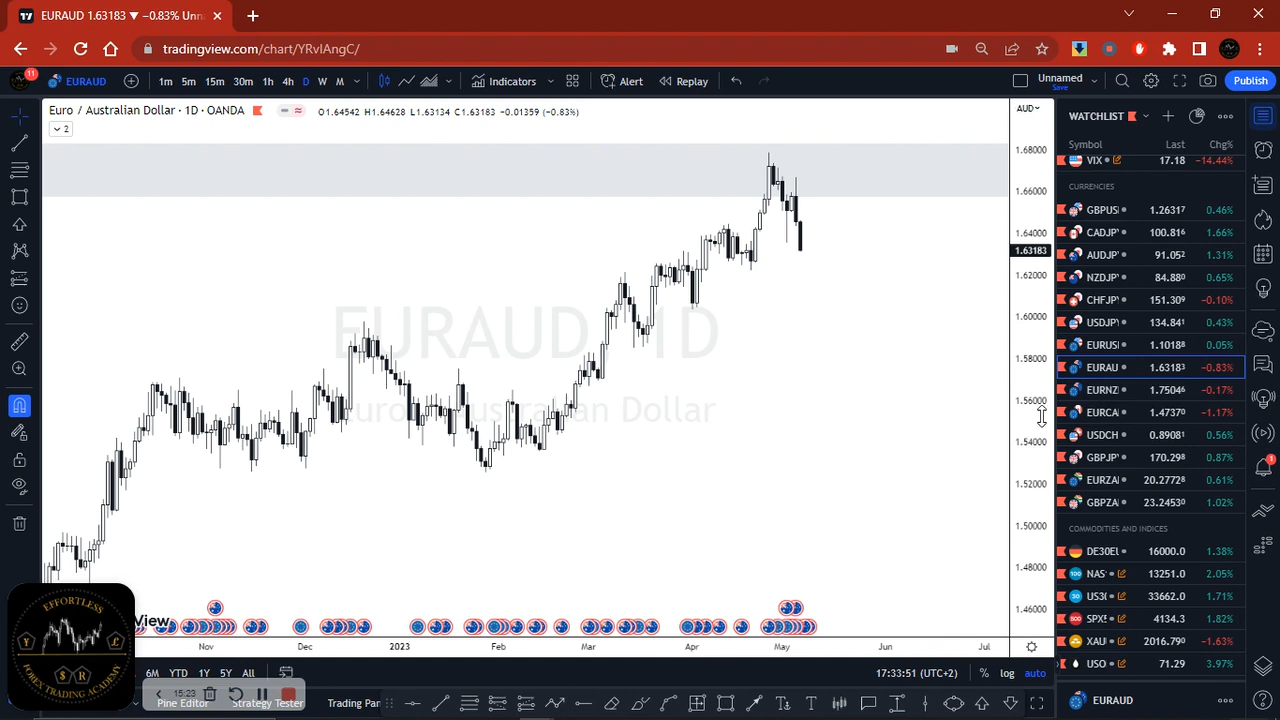 EURAUD 1.63183 ▼ −0.83% Unn
tradingview.com/chart/YRvIAngC/
11
EURAUD
1m 5m 15m 30m 1h 4h D W M
Indicators
Alert
Replay
Unnamed
Save
Publish
Euro / Australian Dollar · 1D · OANDA
O1.64542 H1.64628 L1.63134 C1.63183 −0.01359 (−0.83%)
2
AUD
EURAUD, 1D
Euro / Australian Dollar
1.68000
1.66000
1.64000
1.63183
1.62000
1.60000
1.58000
1.56000
1.54000
1.52000
1.50000
1.48000
1.46000
Nov Dec 2023 Feb Mar Apr May Jun Jul
WATCHLIST
Symbol Last Chg%
VIX 17.18 −14.44%
CURRENCIES
GBPUS 1.26317 0.46%
CADJP 100.816 1.66%
AUDJP 91.052 1.31%
NZDJP 84.880 0.65%
CHFJP 151.309 −0.10%
USDJP 134.841 0.43%
EURUS 1.10188 0.05%
EURAU 1.63183 −0.83%
EURNZ 1.75046 −0.17%
EURCA 1.47370 −1.17%
USDCH 0.89081 0.56%
GBPJP 170.298 0.87%
EURZA 20.27728 0.61%
GBPZA 23.24530 1.02%
COMMODITIES AND INDICES
DE30EU 16000.0 1.38%
NAS 13251.0 2.05%
US30 33662.0 1.71%
SPX 4134.3 1.82%
XAU 2016.790 −1.63%
USO 71.29 3.97%
1
View
EFFORTLESS
FOREX TRADING ACADEMY
6M YTD 1Y 5Y All
17:33:51 (UTC+2)
% log auto
15:23
Pine Editor Strategy Tester Trading Pan
EURAUD